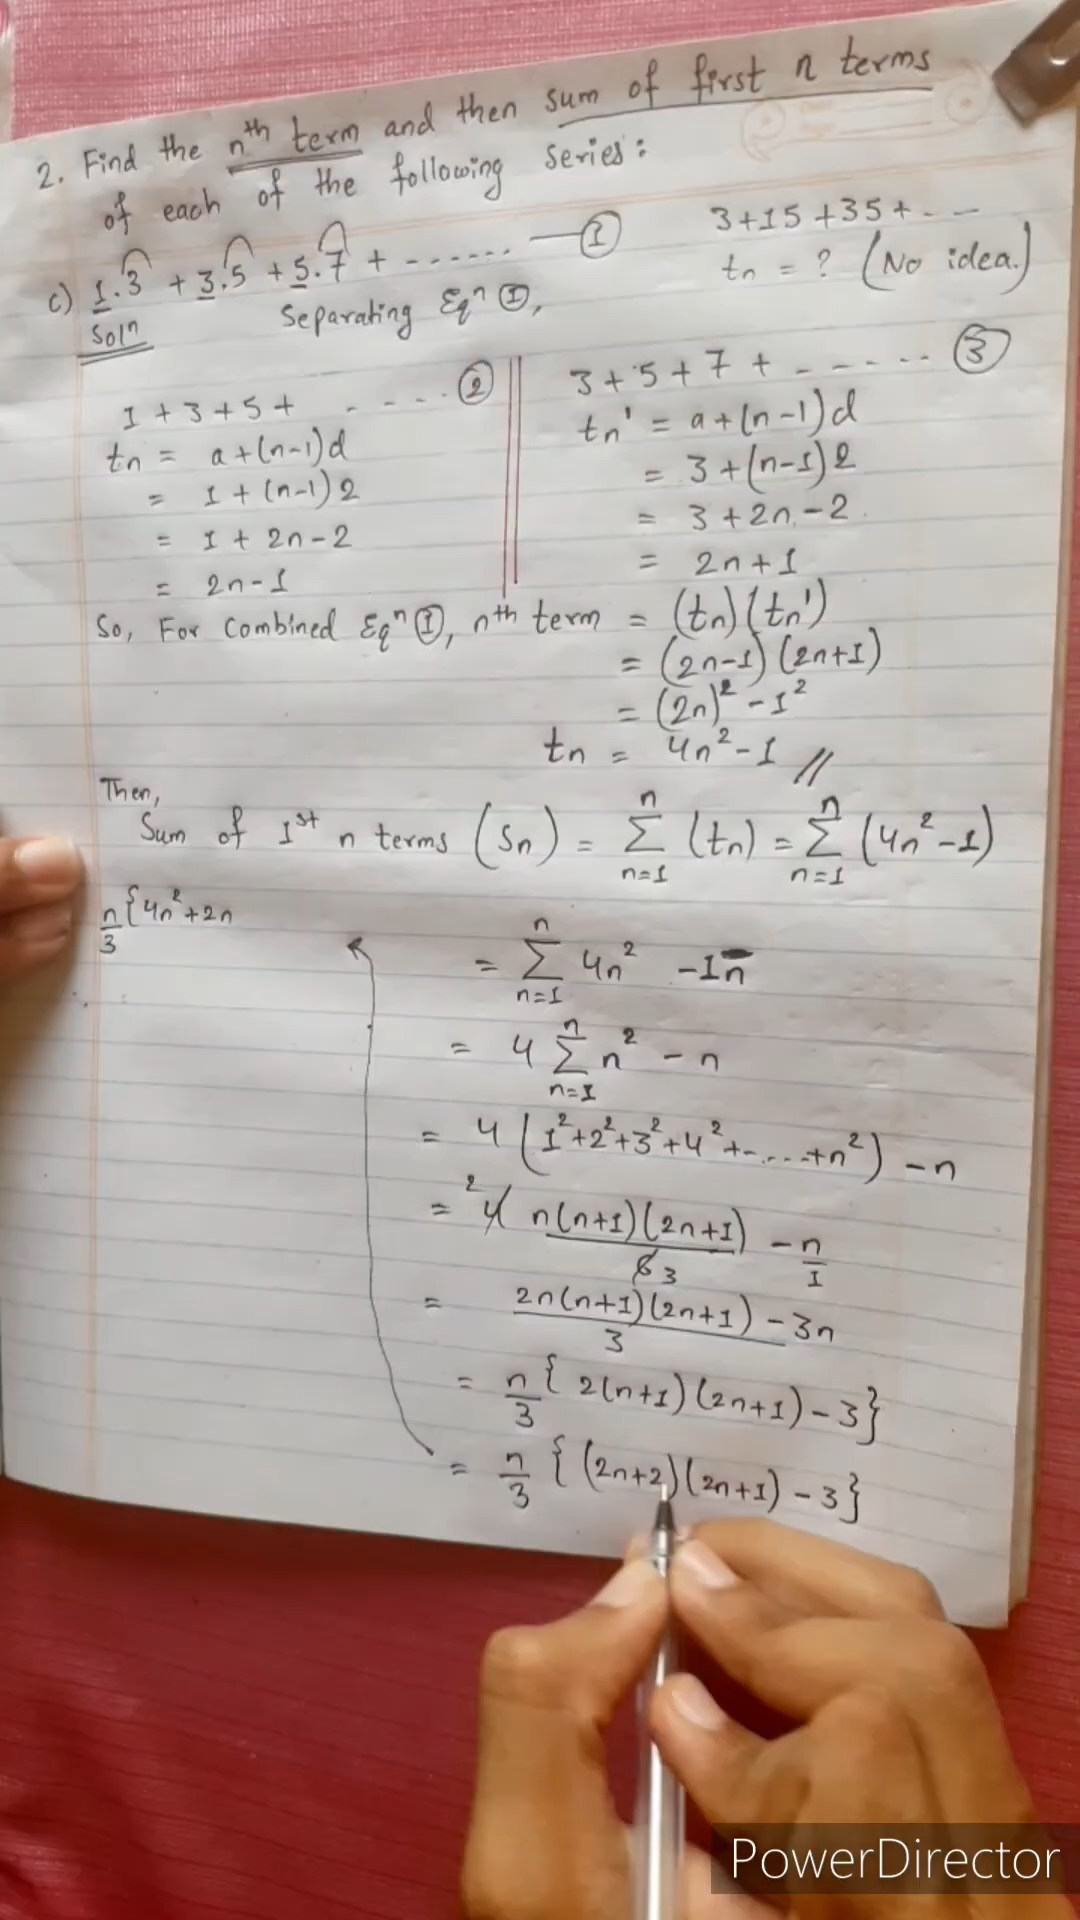 2. Find the nth term and then sum of first n terms
of each of the following series:
c) 1.3 + 3.5 + 5.7 + ....... —①
3+15+35+...
tn = ? (No idea.)
Soln
Separating Eqn ①,
1 + 3 + 5 + ..... ②
tn = a+(n-1)d
= 1 + (n-1) 2
= 1 + 2n - 2
= 2n - 1
3 + 5 + 7 + ...... ③
tn' = a+(n-1)d
= 3 + (n-1) 2
= 3 + 2n - 2
= 2n + 1
So, For Combined Eqn ①, nth term = (tn)(tn')
= (2n-1)(2n+1)
= (2n)² - 1²
tn = 4n² - 1 //
Then,
Sum of 1st n terms (Sn) = Σ n n=1 (tn) = Σ n n=1 (4n²-1)
= Σ n n=1 4n² - 1n
= 4 Σ n n=1 n² - n
= 4 (1²+2²+3²+4²+.....+n²) - n
= 2 4( n(n+1)(2n+1) / 6 3 ) - n/1
= 2n(n+1)(2n+1) - 3n / 3
= n/3 { 2(n+1)(2n+1) - 3}
= n/3 { (2n+2)(2n+1) - 3}
n/3 {4n²+2n
PowerDirector